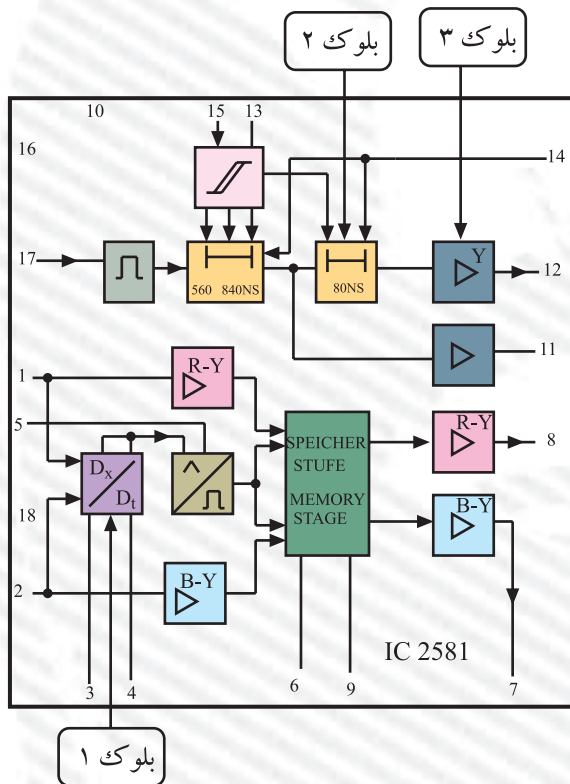 بلوک ۲
بلوک ۳
10
15
13
16
14
17
560 840NS
80NS
Y
12
11
1
R-Y
5
SPEICHER
STUFE
MEMORY
STAGE
R-Y
8
Dx
Dt
18
B-Y
B-Y
2
IC 2581
3
4
6
9
7
بلوک ۱